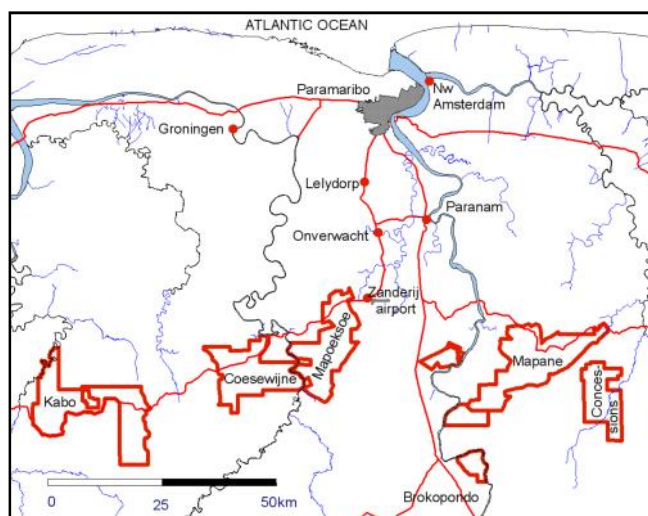 ATLANTIC OCEAN
Paramaribo
Nw
Amsterdam
Groningen
Lelydorp
Paranam
Onverwacht
Zanderij
airport
Mapoeksoe
Mapane
Coesewijne
Kabo
Conces-
sions
Brokopondo
0 25 50km